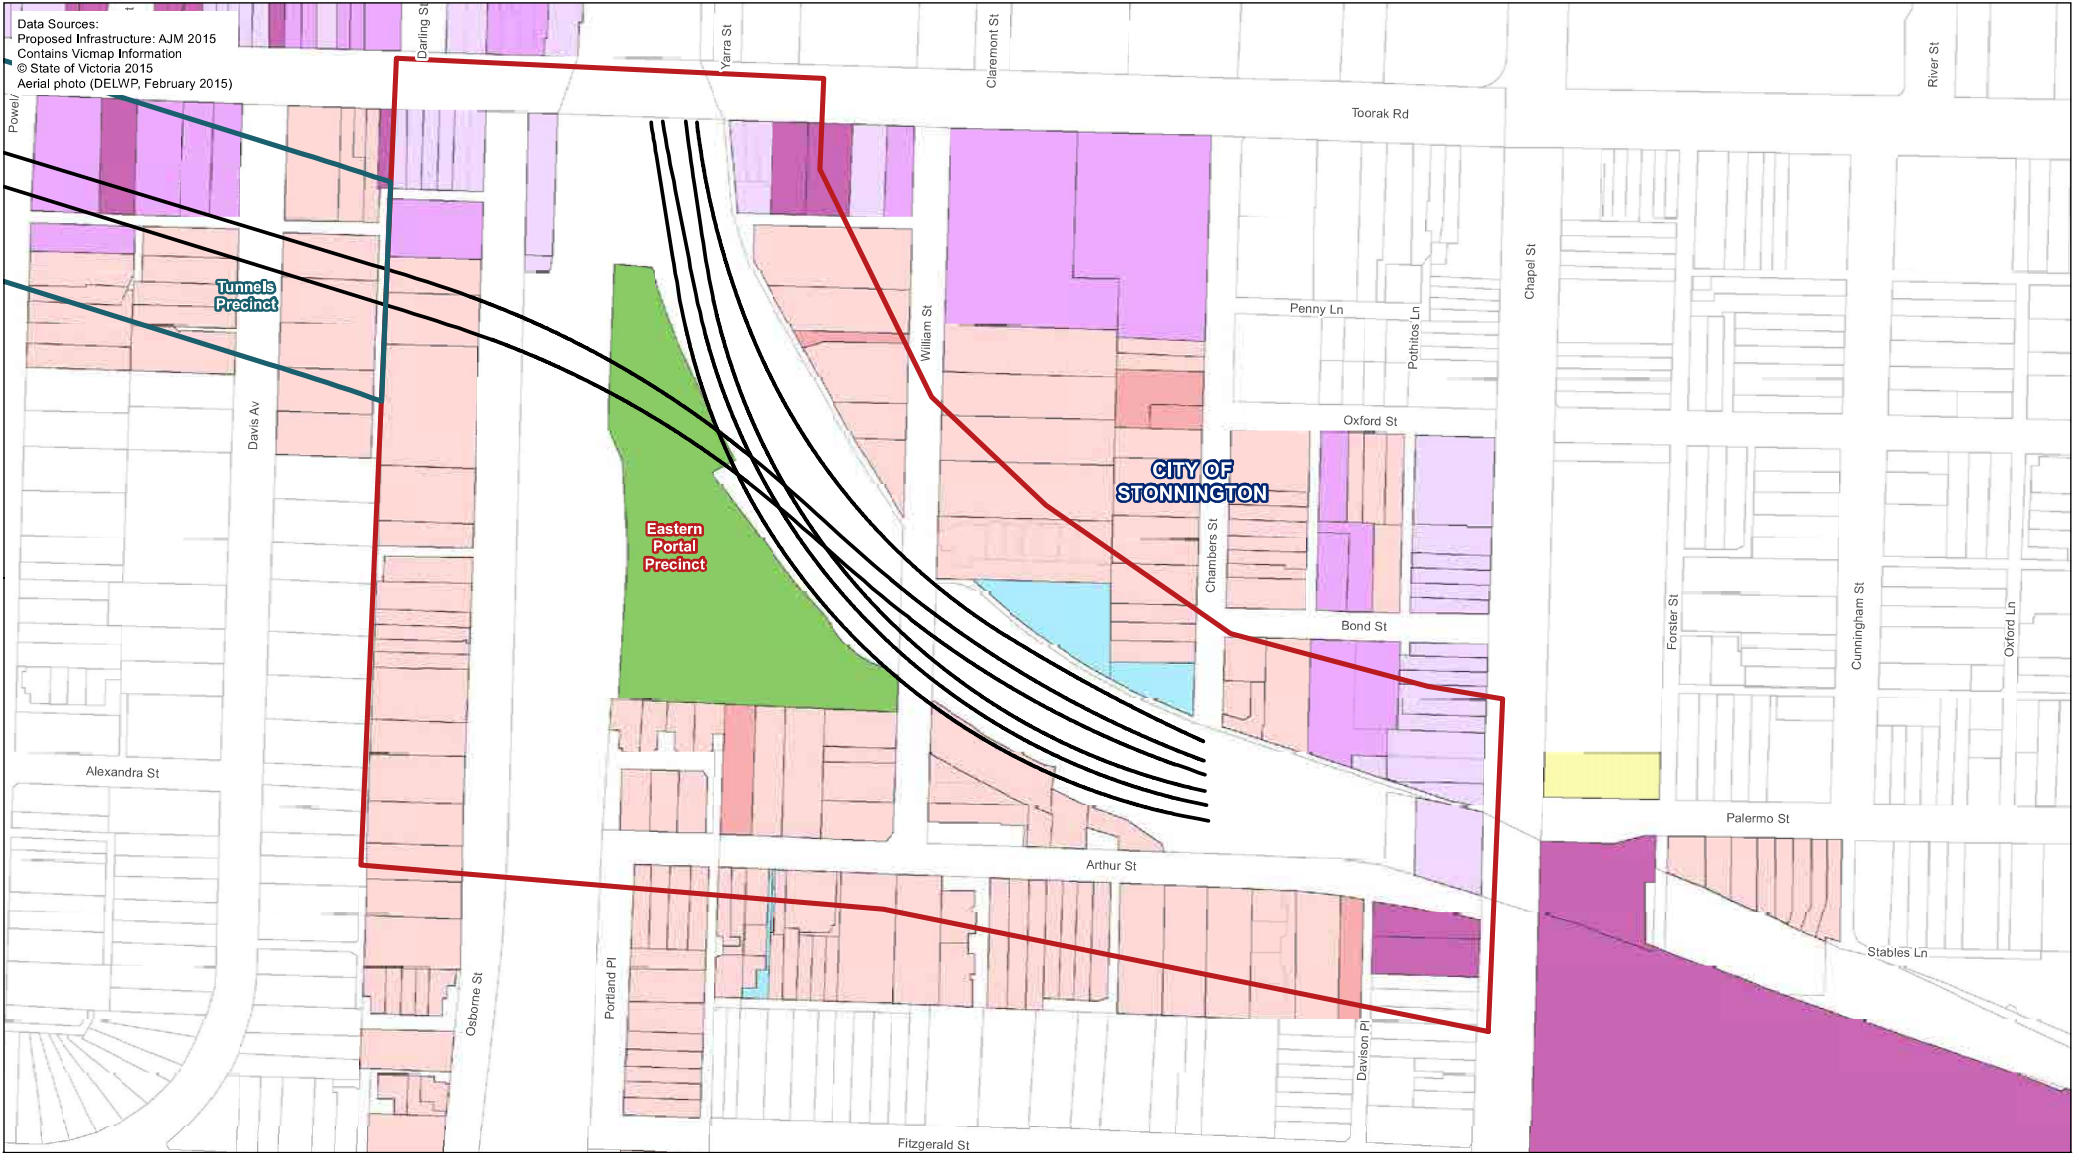 Data Sources:
Proposed Infrastructure: AJM 2015
Contains Vicmap Information
© State of Victoria 2015
Aerial photo (DELWP, February 2015)
Darling St
Yarra St
Claremont St
River St
Toorak Rd
Chapel St
Tunnels
Precinct
Penny Ln
Pothitos Ln
William St
Davis Av
Oxford St
CITY OF
STONNINGTON
Eastern
Portal
Precinct
Chambers St
Bond St
Forster St
Cunningham St
Oxford Ln
Alexandra St
Palermo St
Arthur St
Stables Ln
Osborne St
Portland Pl
Davison Pl
Fitzgerald St